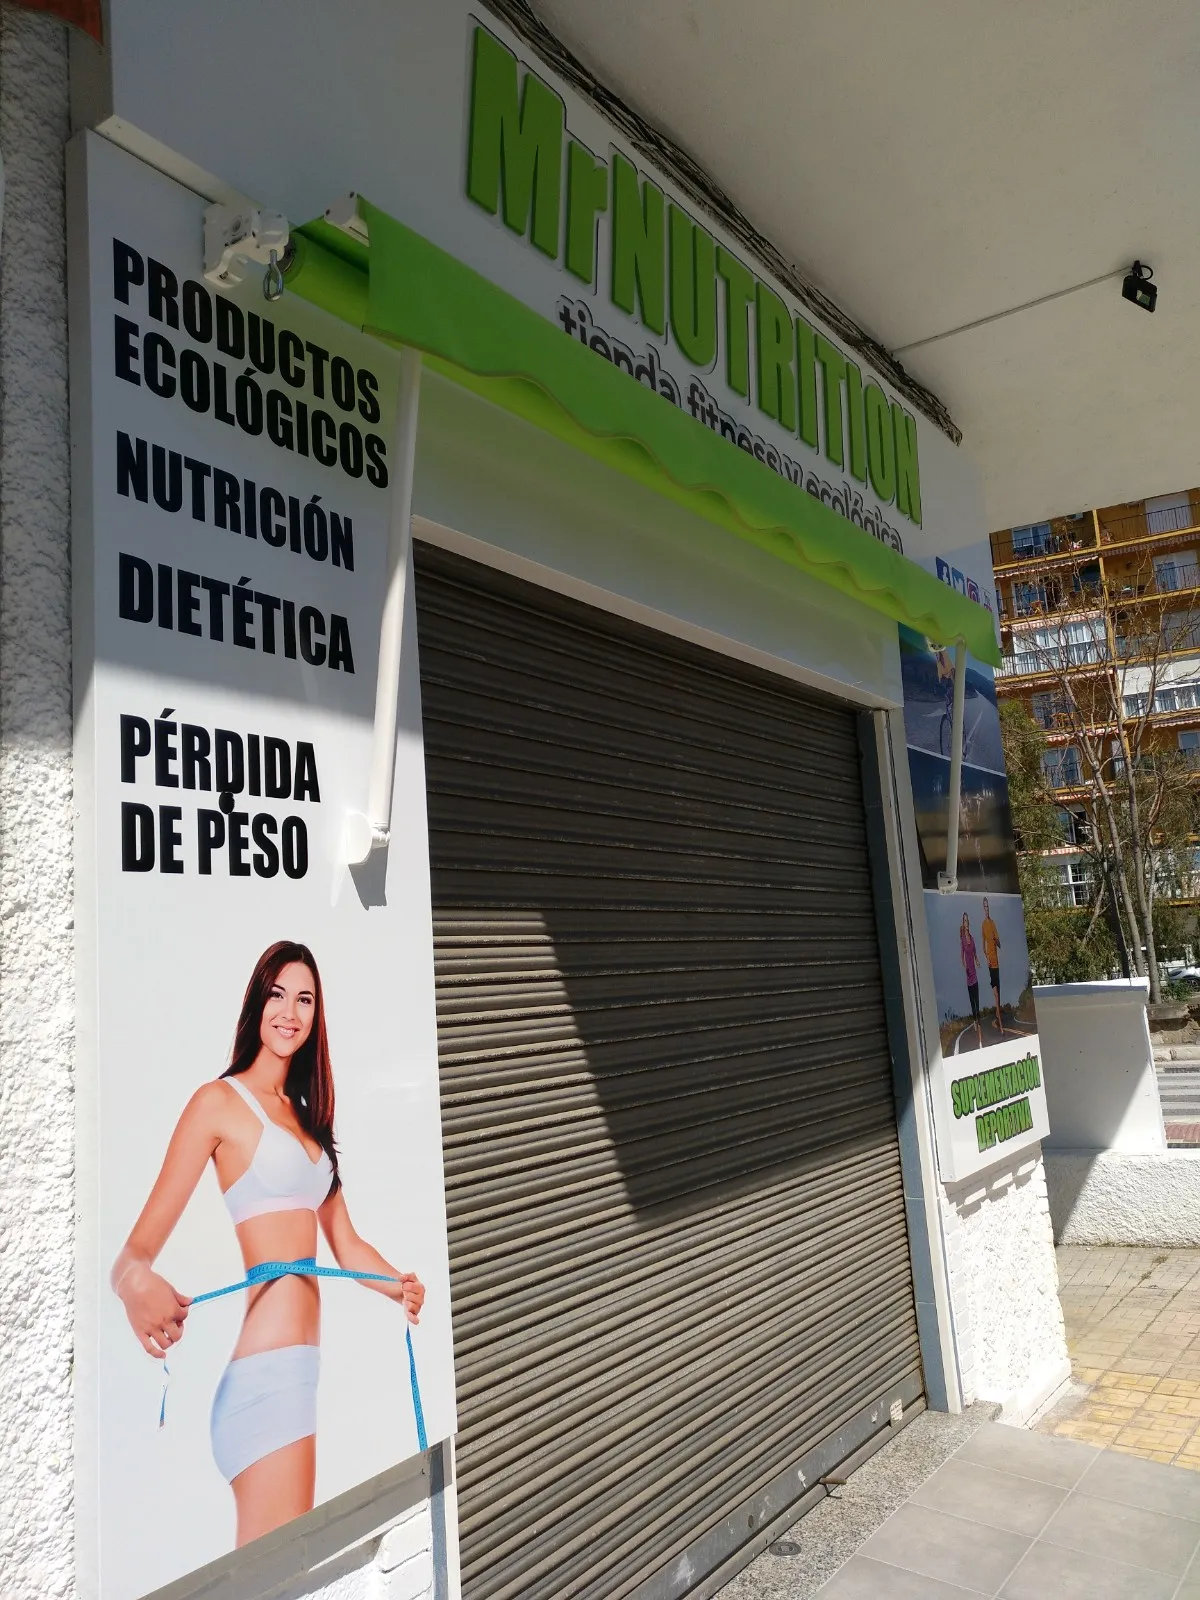 MrNUTRITION
tienda fitness y ecológica
PRODUCTOS
ECOLÓGICOS
NUTRICIÓN
DIETÉTICA
PÉRDIDA
DE PESO
SUPLEMENTACIÓN
DEPORTIVA